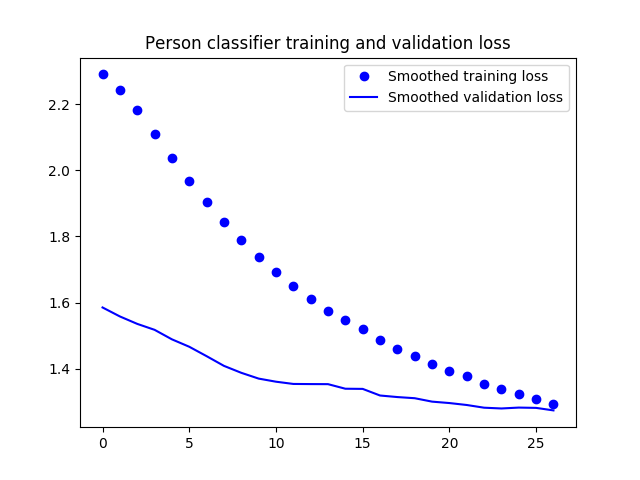 Person classifier training and validation loss
Smoothed training loss
Smoothed validation loss
2.2
2.0
1.8
1.6
1.4
0 5 10 15 20 25